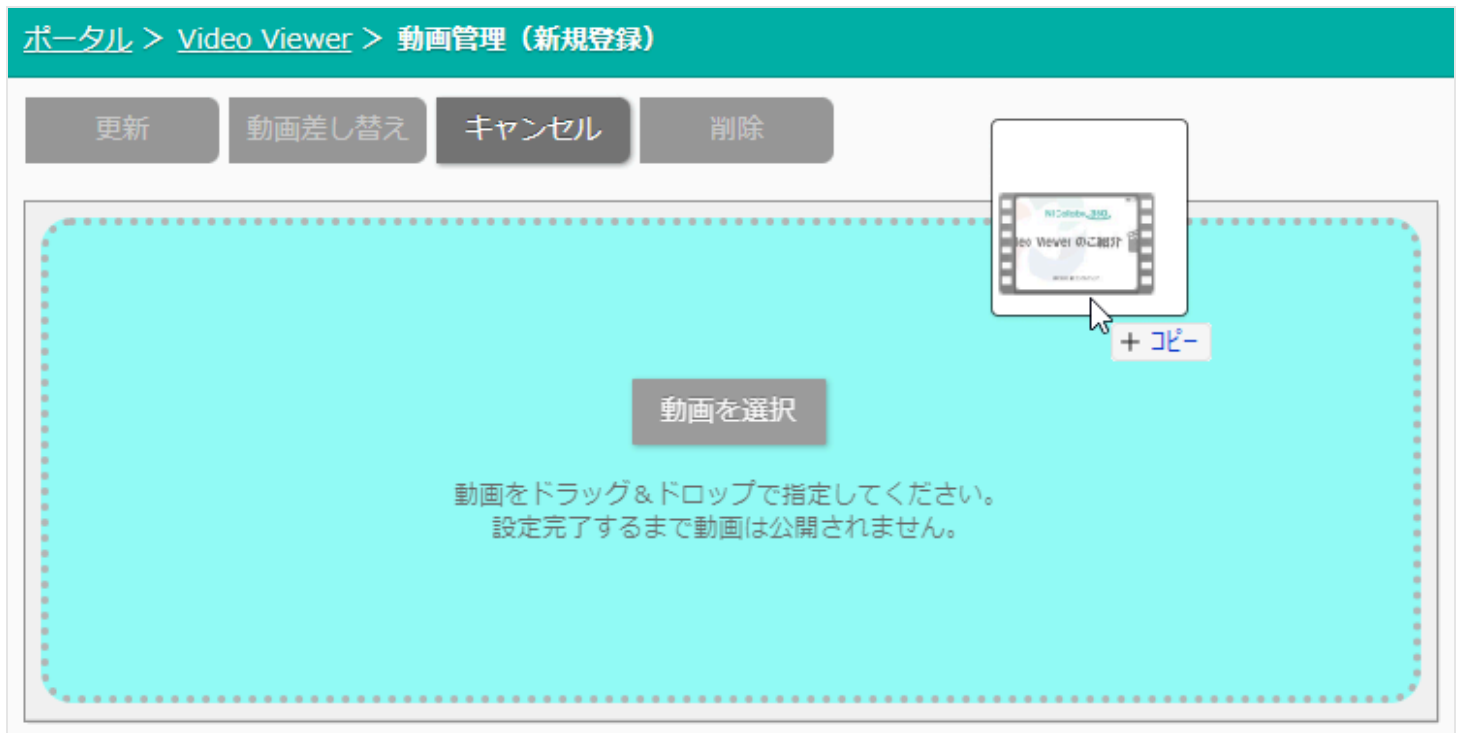 ポータル > Video Viewer > 動画管理（新規登録）
更新 動画差し替え キャンセル 削除
NI Collabo 360
eo Viewer のご紹介
+ コピー
動画を選択
動画をドラッグ&ドロップで指定してください。
設定完了するまで動画は公開されません。